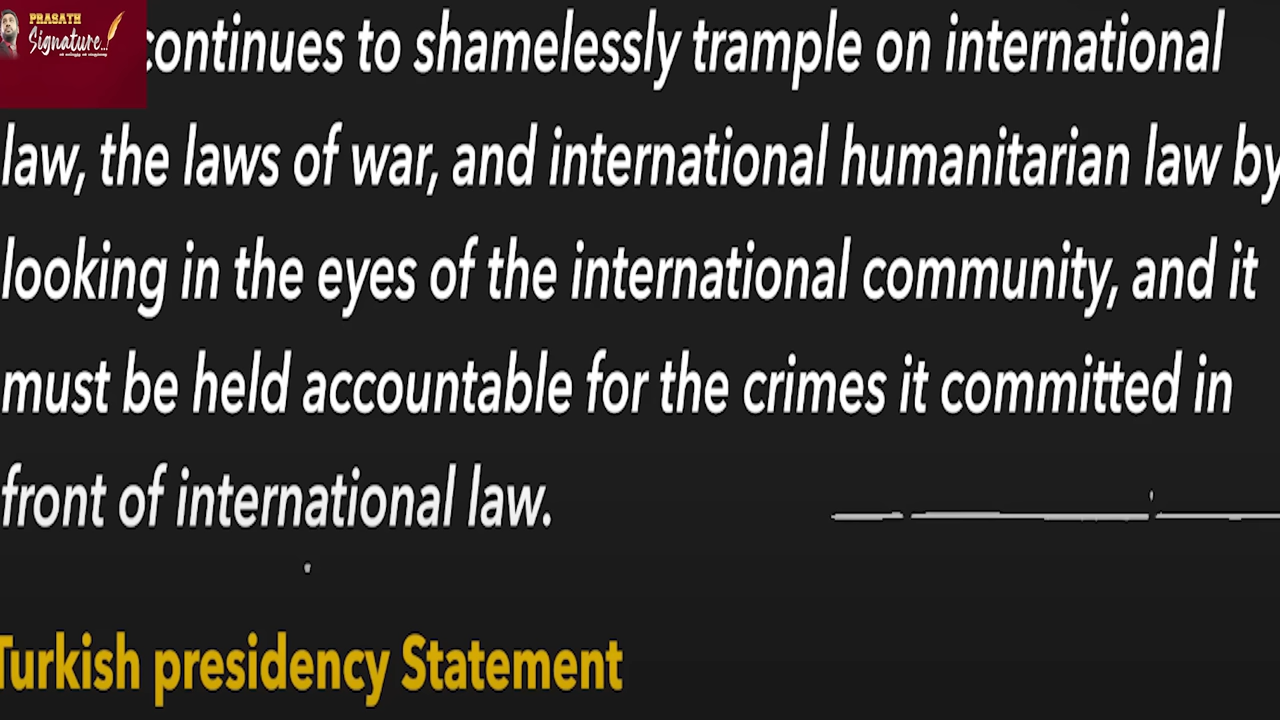 PRASATH
Signature..!
continues to shamelessly trample on international
law, the laws of war, and international humanitarian law by
looking in the eyes of the international community, and it
must be held accountable for the crimes it committed in
front of international law.
Turkish presidency Statement